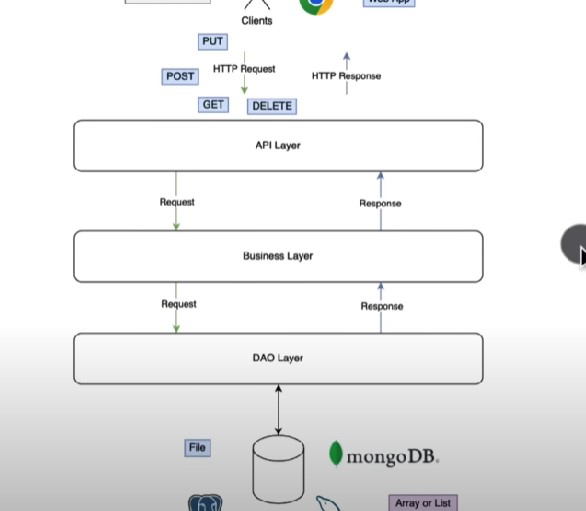 Web App
Clients
PUT
HTTP Request
HTTP Response
POST
GET
DELETE
API Layer
Request
Response
Business Layer
Request
Response
DAO Layer
File
mongoDB.
Array or List